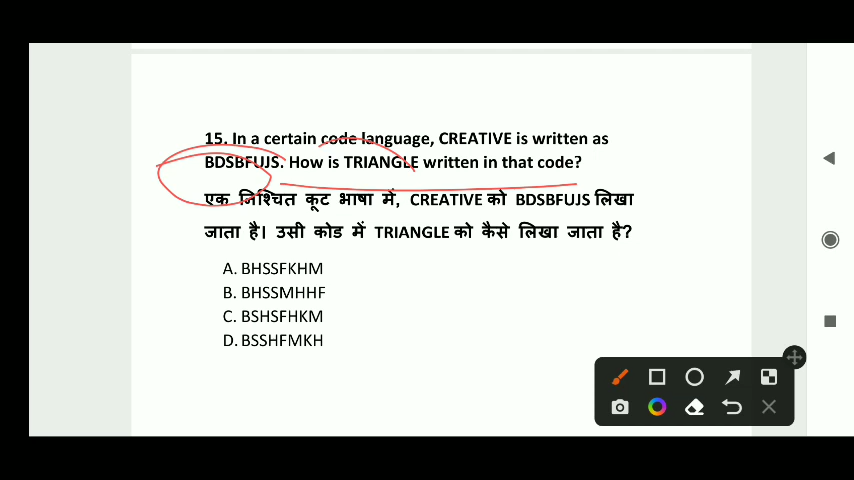 15. In a certain code language, CREATIVE is written as
BDSBFUJS. How is TRIANGLE written in that code?
एक निश्चित कूट भाषा में, CREATIVE को BDSBFUJS लिखा
जाता है। उसी कोड में TRIANGLE को कैसे लिखा जाता है?
A. BHSSFKHM
B. BHSSMHHF
C. BSHSFHKM
D. BSSHFMKH